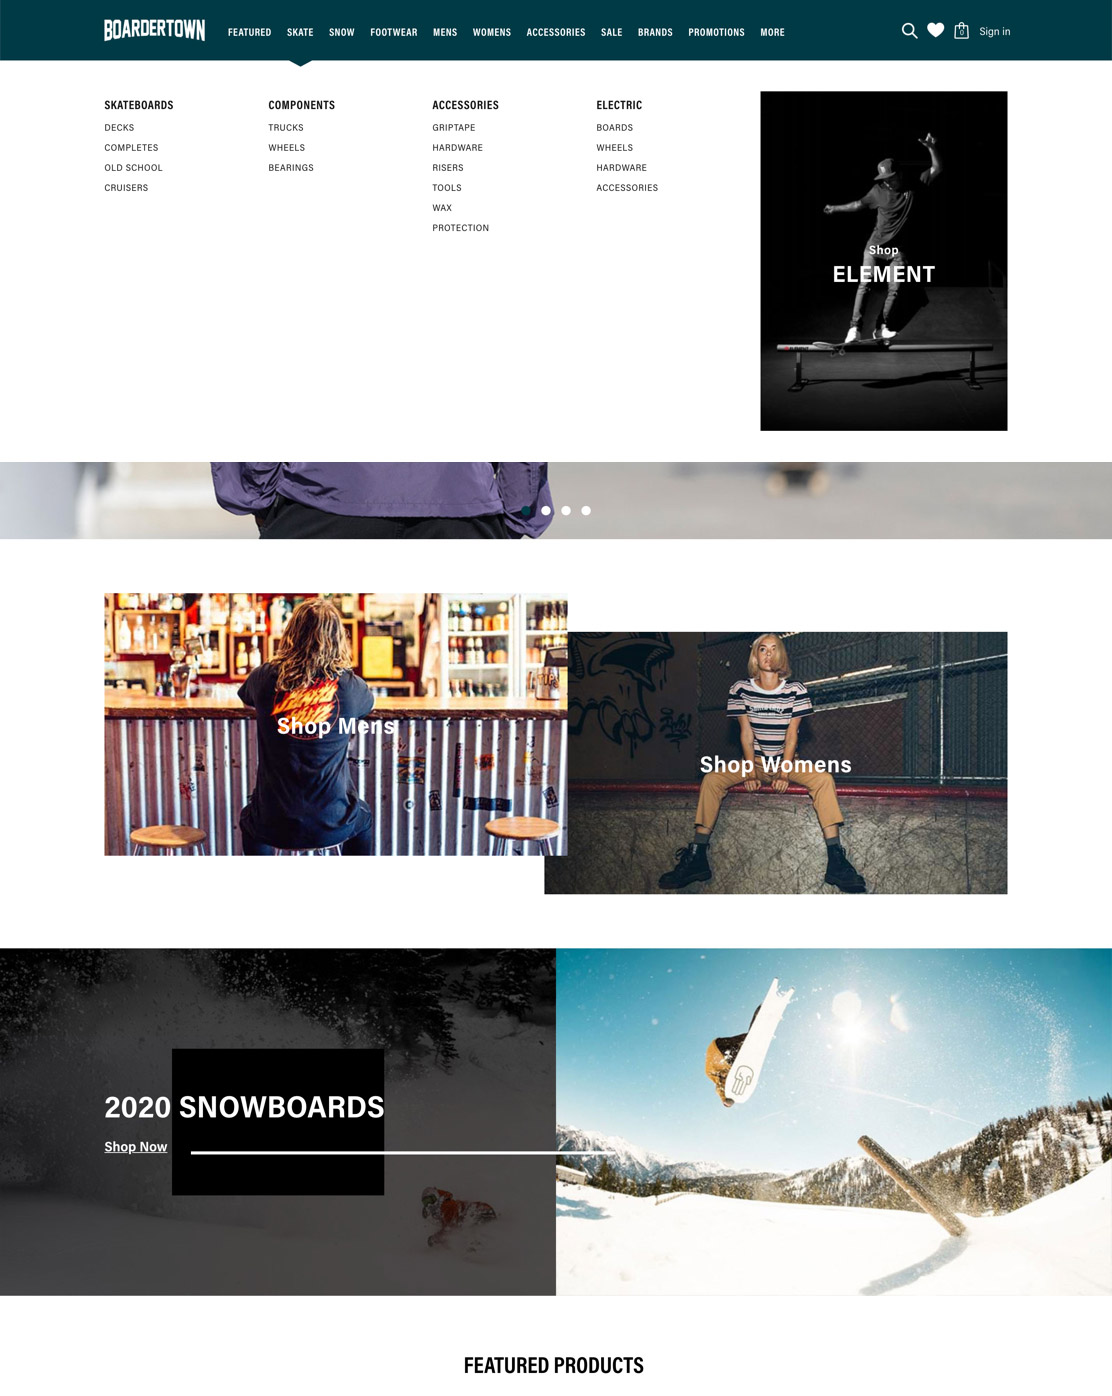 BOARDERTOWN
FEATURED SKATE SNOW FOOTWEAR MENS WOMENS ACCESSORIES SALE BRANDS PROMOTIONS MORE
0
Sign in
SKATEBOARDS
DECKS
COMPLETES
OLD SCHOOL
CRUISERS
COMPONENTS
TRUCKS
WHEELS
BEARINGS
ACCESSORIES
GRIPTAPE
HARDWARE
RISERS
TOOLS
WAX
PROTECTION
ELECTRIC
BOARDS
WHEELS
HARDWARE
ACCESSORIES
Shop
ELEMENT
Shop Mens
Shop Womens
2020 SNOWBOARDS
Shop Now
FEATURED PRODUCTS